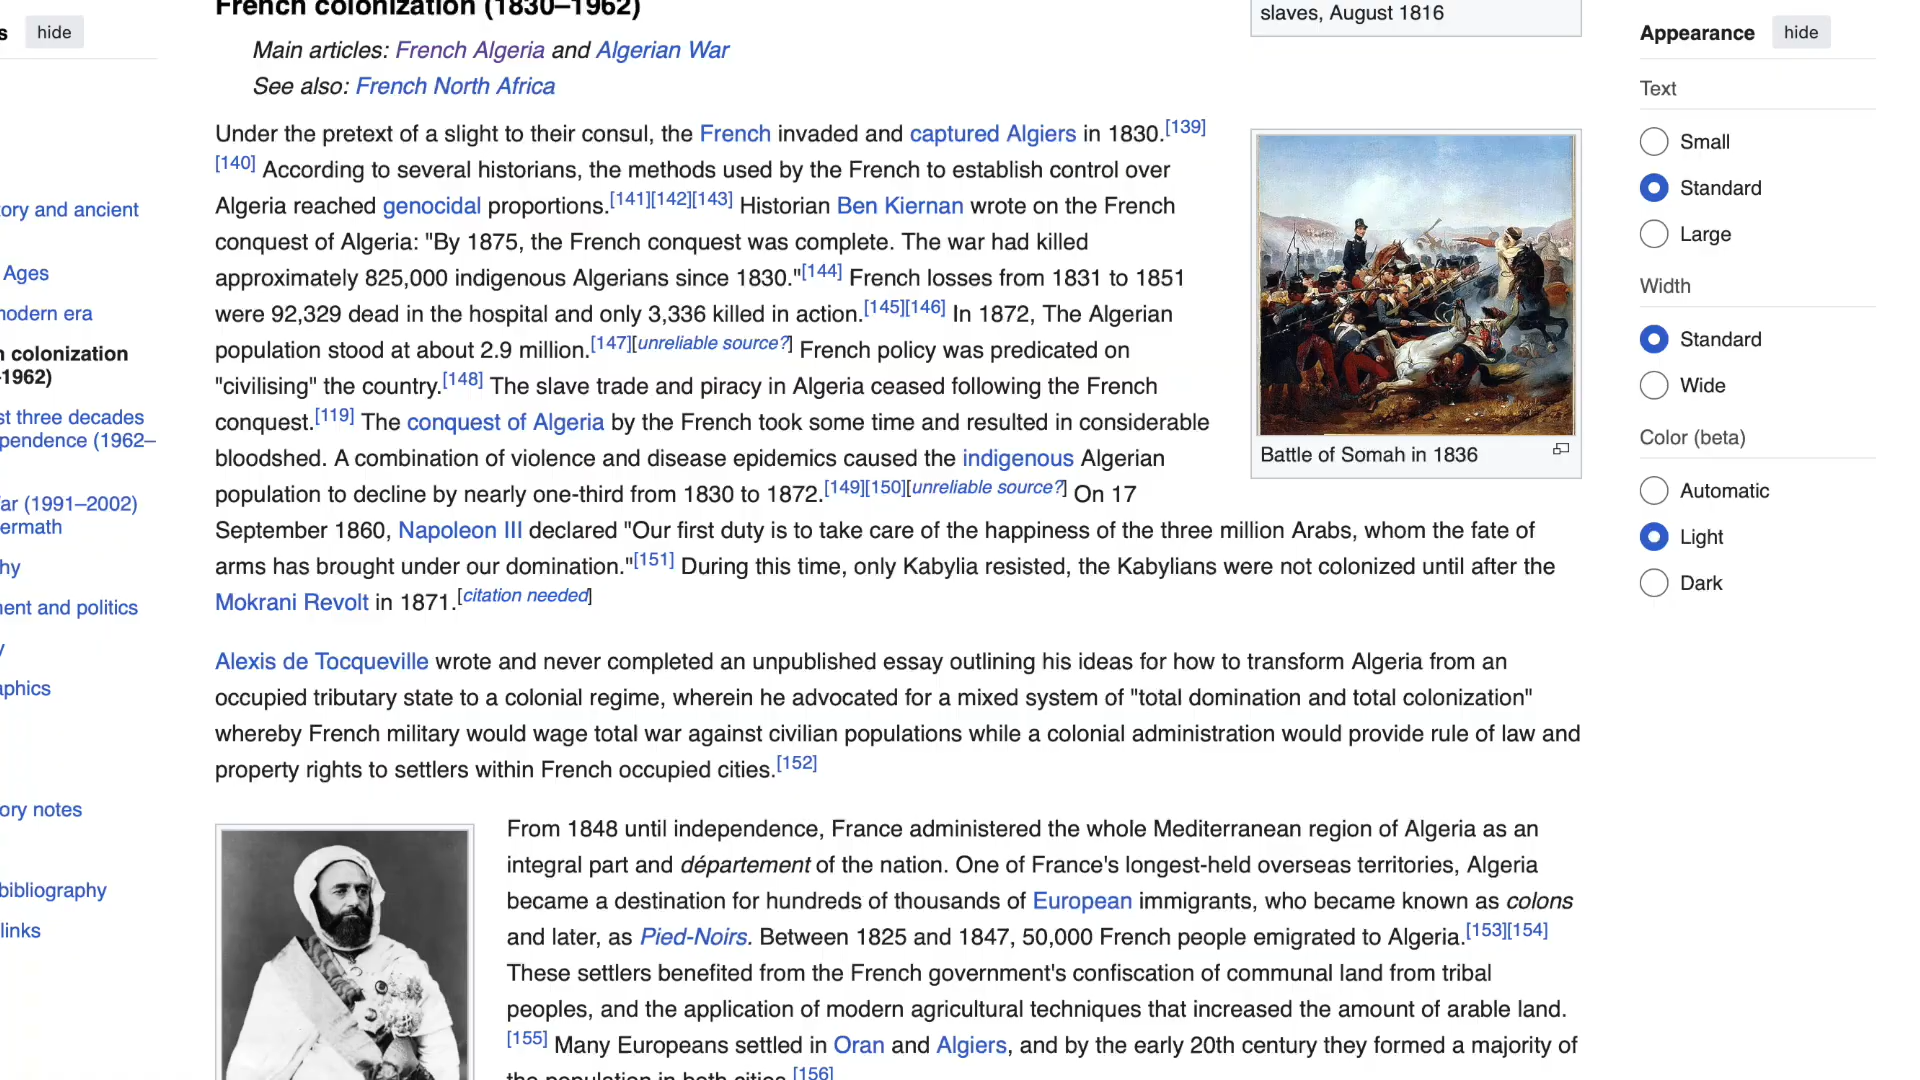 French colonization (1830–1962)
slaves, August 1816
s hide
Appearance hide
Main articles: French Algeria and Algerian War
See also: French North Africa
Text
Under the pretext of a slight to their consul, the French invaded and captured Algiers in 1830.[139]
[140] According to several historians, the methods used by the French to establish control over
Algeria reached genocidal proportions.[141][142][143] Historian Ben Kiernan wrote on the French
conquest of Algeria: "By 1875, the French conquest was complete. The war had killed
approximately 825,000 indigenous Algerians since 1830."[144] French losses from 1831 to 1851
were 92,329 dead in the hospital and only 3,336 killed in action.[145][146] In 1872, The Algerian
population stood at about 2.9 million.[147][unreliable source?] French policy was predicated on
"civilising" the country.[148] The slave trade and piracy in Algeria ceased following the French
conquest.[119] The conquest of Algeria by the French took some time and resulted in considerable
bloodshed. A combination of violence and disease epidemics caused the indigenous Algerian
population to decline by nearly one-third from 1830 to 1872.[149][150][unreliable source?] On 17
September 1860, Napoleon III declared "Our first duty is to take care of the happiness of the three million Arabs, whom the fate of
arms has brought under our domination."[151] During this time, only Kabylia resisted, the Kabylians were not colonized until after the
Mokrani Revolt in 1871.[citation needed]
Battle of Somah in 1836
Alexis de Tocqueville wrote and never completed an unpublished essay outlining his ideas for how to transform Algeria from an
occupied tributary state to a colonial regime, wherein he advocated for a mixed system of "total domination and total colonization"
whereby French military would wage total war against civilian populations while a colonial administration would provide rule of law and
property rights to settlers within French occupied cities.[152]
From 1848 until independence, France administered the whole Mediterranean region of Algeria as an
integral part and département of the nation. One of France's longest-held overseas territories, Algeria
became a destination for hundreds of thousands of European immigrants, who became known as colons
and later, as Pied-Noirs. Between 1825 and 1847, 50,000 French people emigrated to Algeria.[153][154]
These settlers benefited from the French government's confiscation of communal land from tribal
peoples, and the application of modern agricultural techniques that increased the amount of arable land.
[155] Many Europeans settled in Oran and Algiers, and by the early 20th century they formed a majority of
the population in both cities.[156]
ory and ancient
Ages
modern era
n colonization
-1962)
st three decades
pendence (1962–
ar (1991–2002)
ermath
hy
nent and politics
y
aphics
ory notes
bibliography
links
Small
Standard
Large
Width
Standard
Wide
Color (beta)
Automatic
Light
Dark